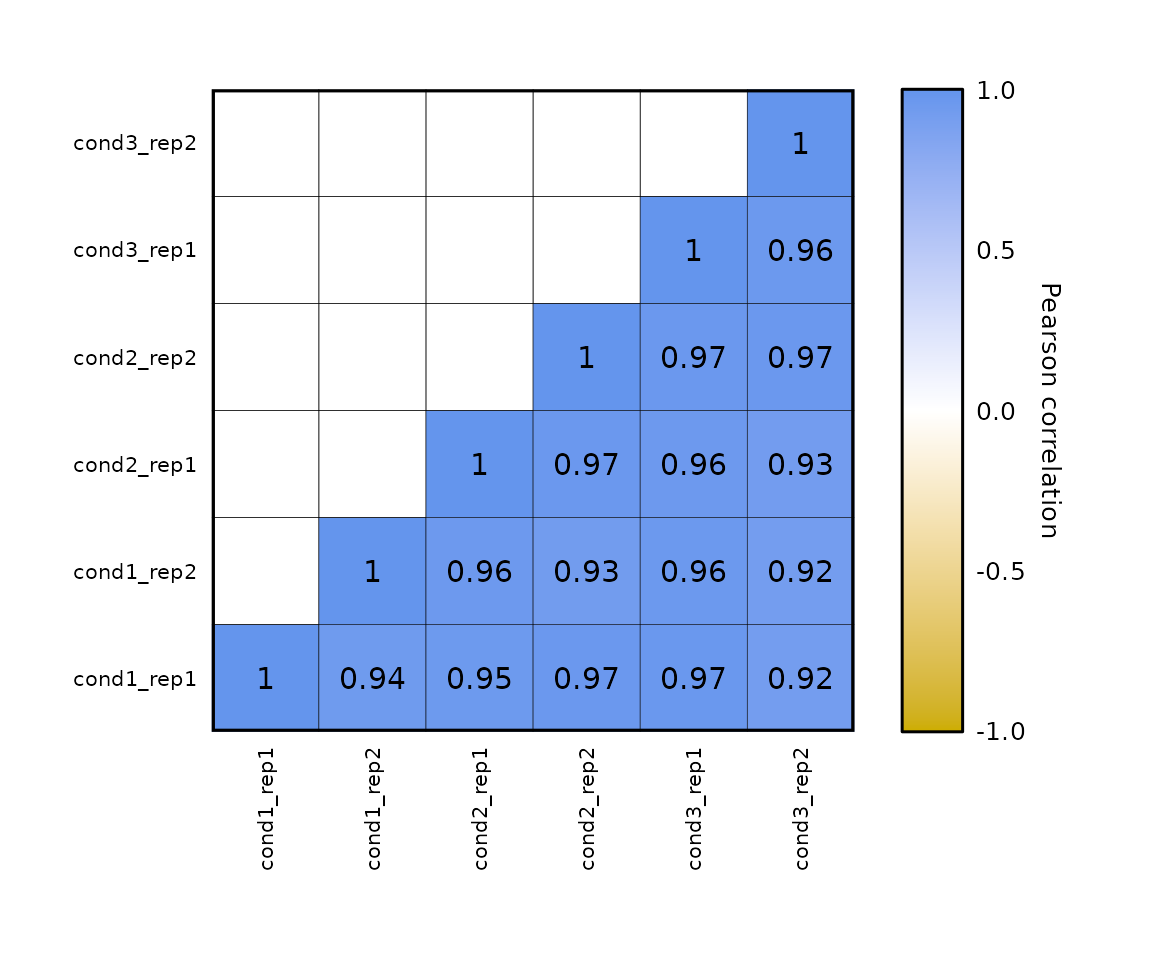 cond3_rep2 1
cond3_rep1 1 0.96
cond2_rep2 1 0.97 0.97
cond2_rep1 1 0.97 0.96 0.93
cond1_rep2 1 0.96 0.93 0.96 0.92
cond1_rep1 1 0.94 0.95 0.97 0.97 0.92
cond1_rep1
cond1_rep2
cond2_rep1
cond2_rep2
cond3_rep1
cond3_rep2
1.0
0.5
0.0
-0.5
-1.0
Pearson correlation